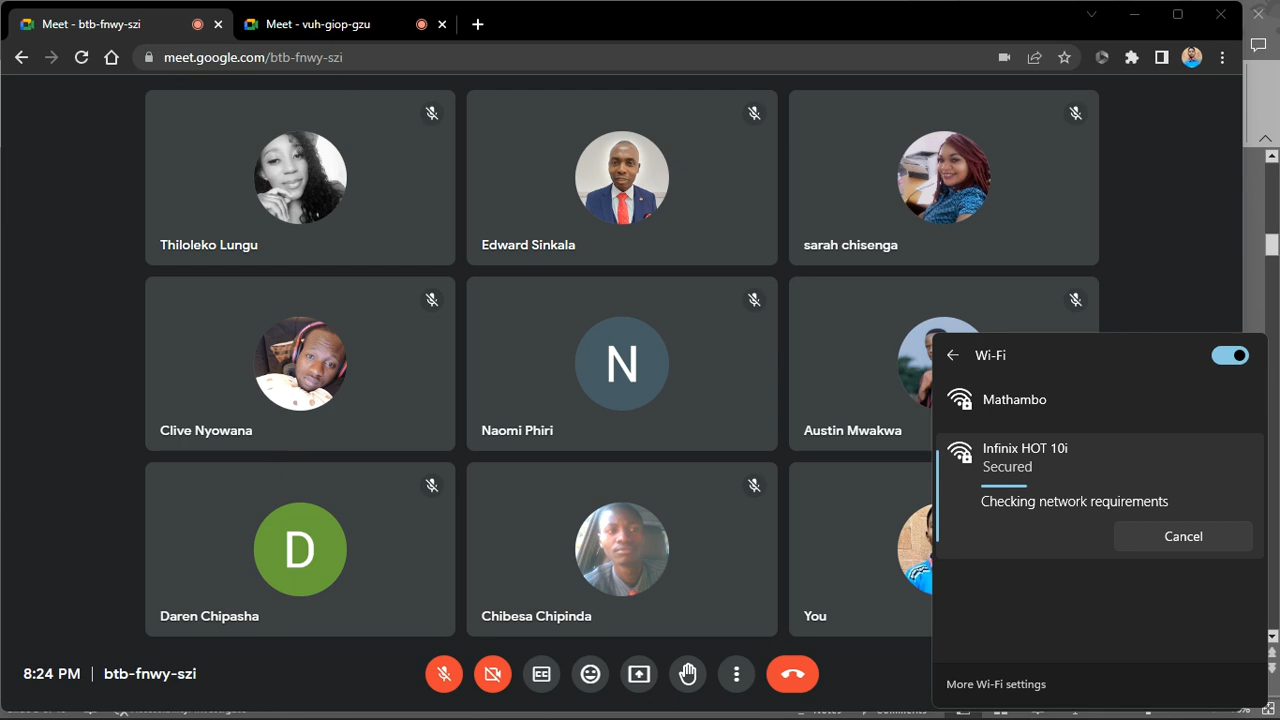 Meet - btb-fnwy-szi
Meet - vuh-giop-gzu
meet.google.com/btb-fnwy-szi
Thiloleko Lungu
Edward Sinkala
sarah chisenga
Clive Nyowana
N
Naomi Phiri
Austin Mwakwa
D
Daren Chipasha
Chibesa Chipinda
You
Wi-Fi
Mathambo
Infinix HOT 10i
Secured
Checking network requirements
Cancel
More Wi-Fi settings
8:24 PM | btb-fnwy-szi
CC